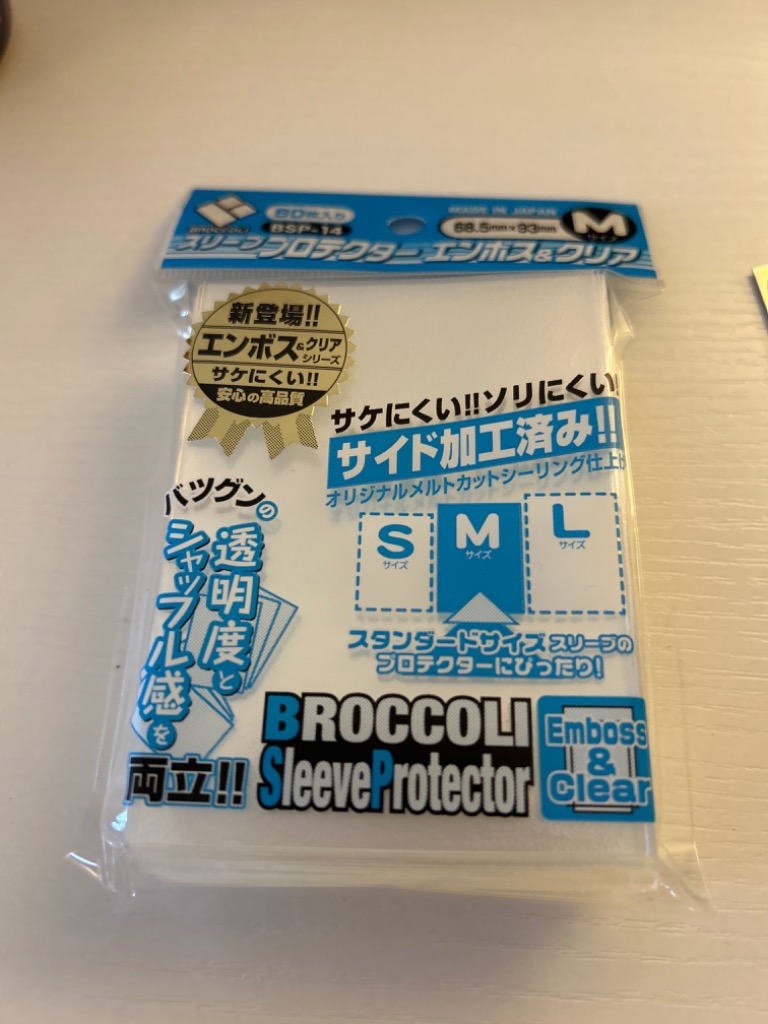 BROCCOLI
80枚入り
BSP-14
MADE IN JAPAN
68.5mm×93mm
Mサイズ
スリーブプロテクター エンボス&クリア
新登場!!
エンボス&クリア
シリーズ
サケにくい!!
安心の高品質
サケにくい!!ソリにくい!
サイド加工済み!!
オリジナルメルトカットシーリング仕上げ
S
サイズ
M
サイズ
L
サイズ
スタンダードサイズスリーブの
プロテクターにぴったり!
バツグンの
透明度と
シャッフル感を
両立!!
BROCCOLI
SleeveProtector
Emboss
&
Clear